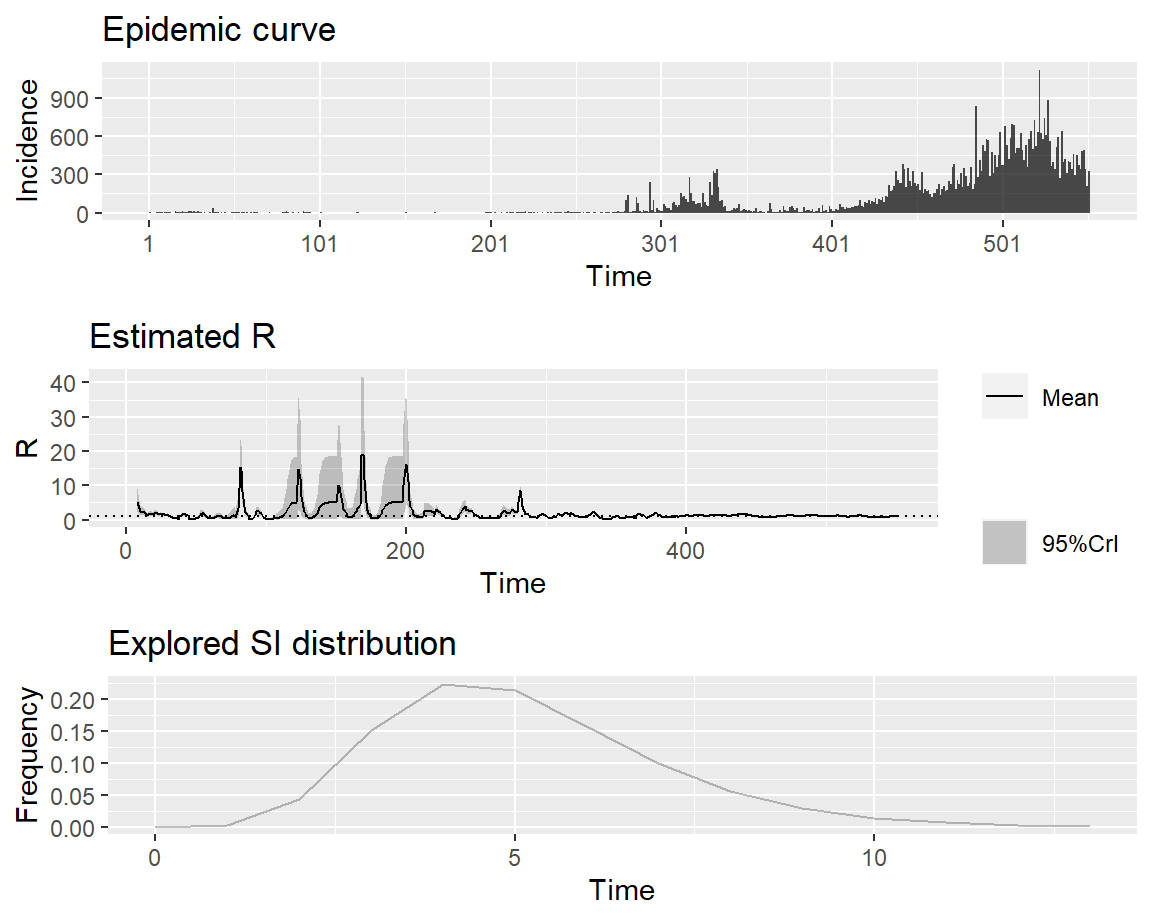 Epidemic curve
Incidence
900
600
300
0
1 101 201 301 401 501
Time
Estimated R
R
40
30
20
10
0
0 200 400
Time
Mean
95%CrI
Explored SI distribution
Frequency
0.20
0.15
0.10
0.05
0.00
0 5 10
Time